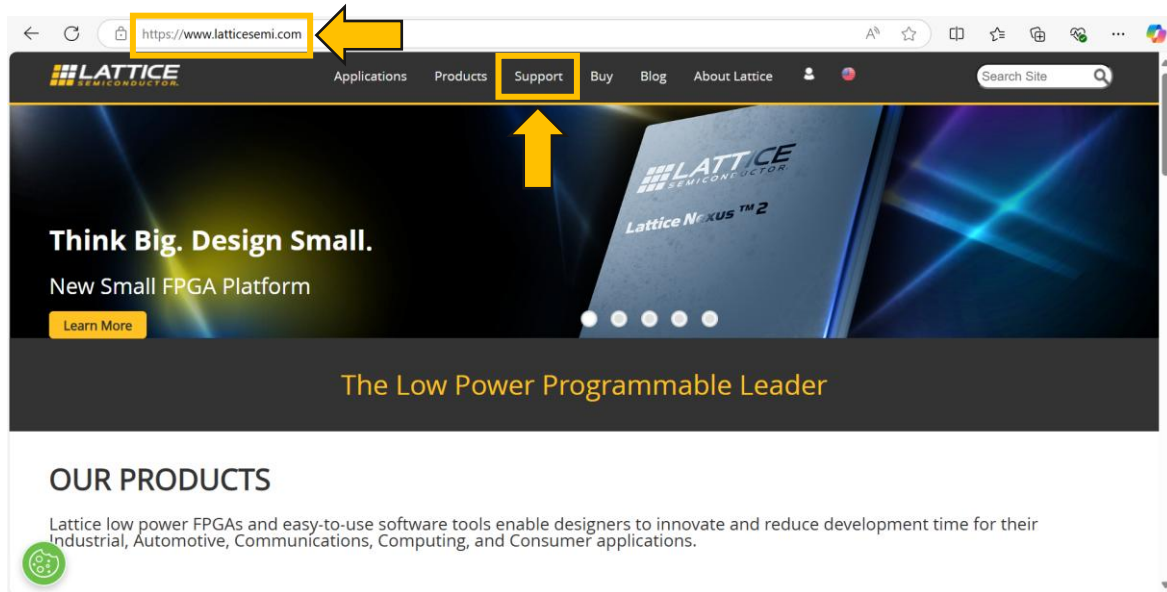 https://www.latticesemi.com
LATTICE
SEMICONDUCTOR.
Applications Products Support Buy Blog About Lattice
Search Site
LATTICE
SEMICONDUCTOR.
Lattice Nexus ™ 2
Think Big. Design Small.
New Small FPGA Platform
Learn More
The Low Power Programmable Leader
OUR PRODUCTS
Lattice low power FPGAs and easy-to-use software tools enable designers to innovate and reduce development time for their
Industrial, Automotive, Communications, Computing, and Consumer applications.